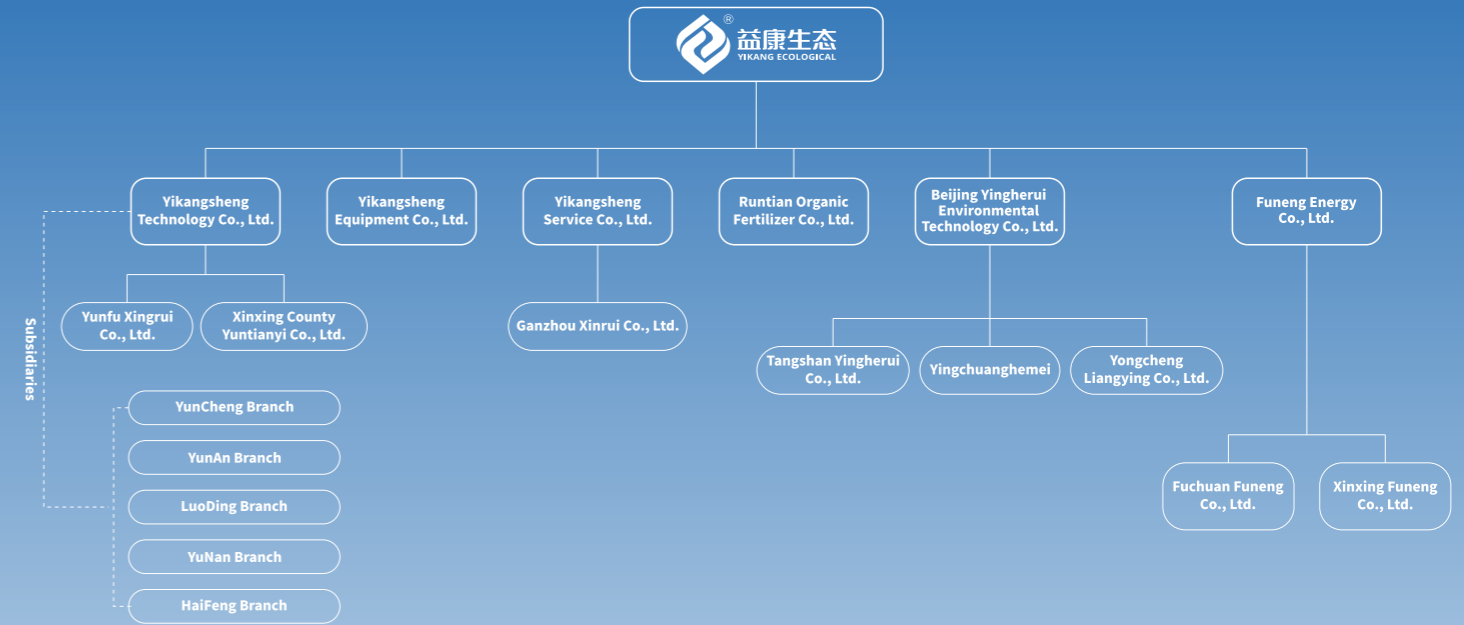 ®
益康生态
YIKANG ECOLOGICAL
Yikangsheng
Technology Co., Ltd.
Yikangsheng
Equipment Co., Ltd.
Yikangsheng
Service Co., Ltd.
Runtian Organic
Fertilizer Co., Ltd.
Beijing Yingherui
Environmental
Technology Co., Ltd.
Funeng Energy
Co., Ltd.
Yunfu Xingrui
Co., Ltd.
Xinxing County
Yuntianyi Co., Ltd.
Ganzhou Xinrui Co., Ltd.
Tangshan Yingherui
Co., Ltd.
Yingchuanghemei
Yongcheng
Liangying Co., Ltd.
Fuchuan Funeng
Co., Ltd.
Xinxing Funeng
Co., Ltd.
Subsidiaries
YunCheng Branch
YunAn Branch
LuoDing Branch
YuNan Branch
HaiFeng Branch